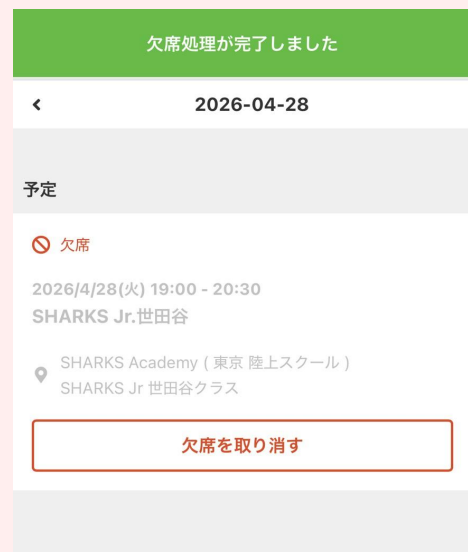 欠席処理が完了しました
2026-04-28
予定
欠席
2026/4/28(火) 19:00 - 20:30
SHARKS Jr.世田谷
SHARKS Academy ( 東京 陸上スクール )
SHARKS Jr 世田谷クラス
欠席を取り消す